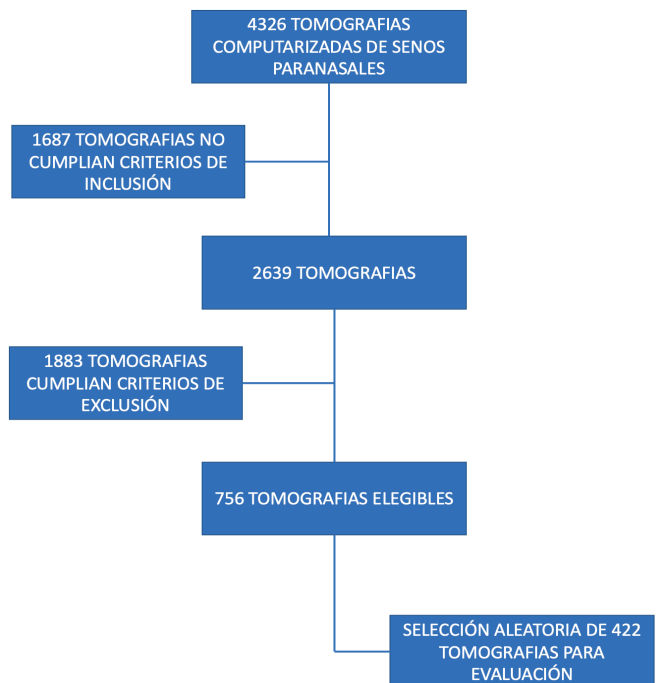 4326 TOMOGRAFIAS
COMPUTARIZADAS DE SENOS
PARANASALES
1687 TOMOGRAFIAS NO
CUMPLIAN CRITERIOS DE
INCLUSIÓN
2639 TOMOGRAFIAS
1883 TOMOGRAFIAS
CUMPLIAN CRITERIOS DE
EXCLUSIÓN
756 TOMOGRAFIAS ELEGIBLES
SELECCIÓN ALEATORIA DE 422
TOMOGRAFIAS PARA
EVALUACIÓN